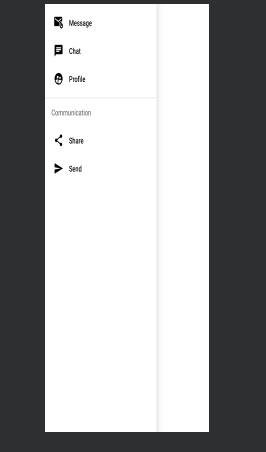 Message
Chat
Profile
Communication
Share
Send